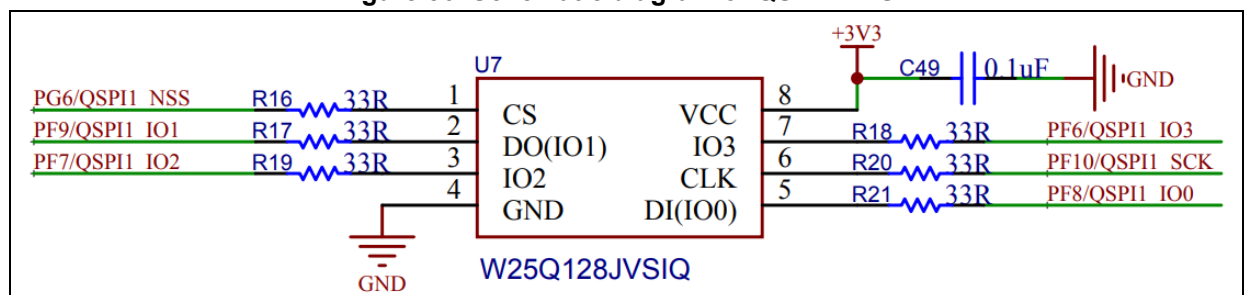 +3V3
U7
C49 0.1uF GND
PG6/QSPI1_NSS R16 33R 1 CS VCC 8
PF9/QSPI1_IO1 R17 33R 2 DO(IO1) IO3 7 R18 33R PF6/QSPI1_IO3
PF7/QSPI1_IO2 R19 33R 3 IO2 CLK 6 R20 33R PF10/QSPI1_SCK
4 GND DI(IO0) 5 R21 33R PF8/QSPI1_IO0
GND
W25Q128JVSIQ